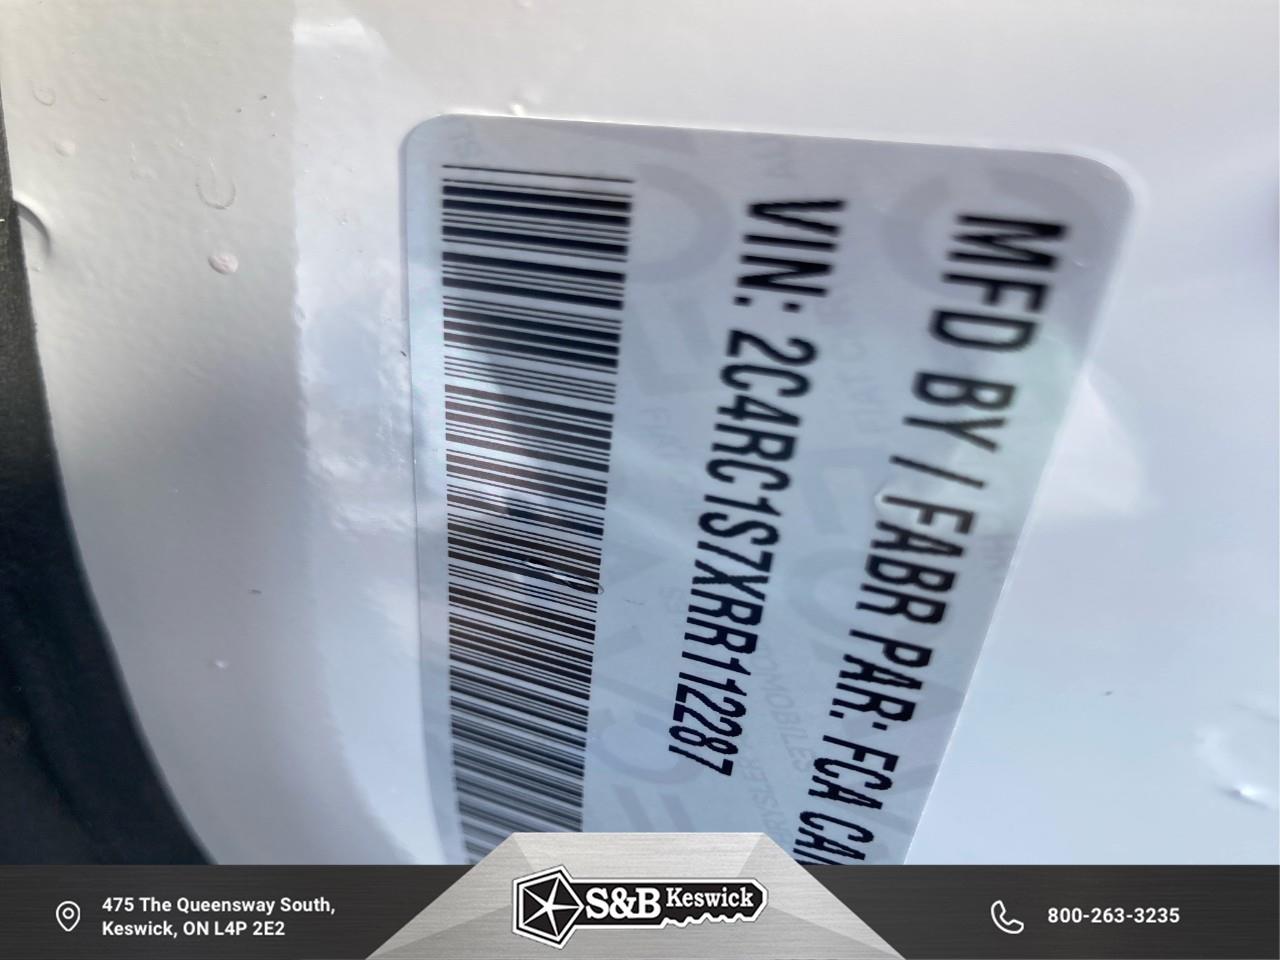 MFD BY / FABR PAR: FCA CAN
VIN: 2C4RC1S7XRR112287
475 The Queensway South,
Keswick, ON L4P 2E2
S&B Keswick
800-263-3235